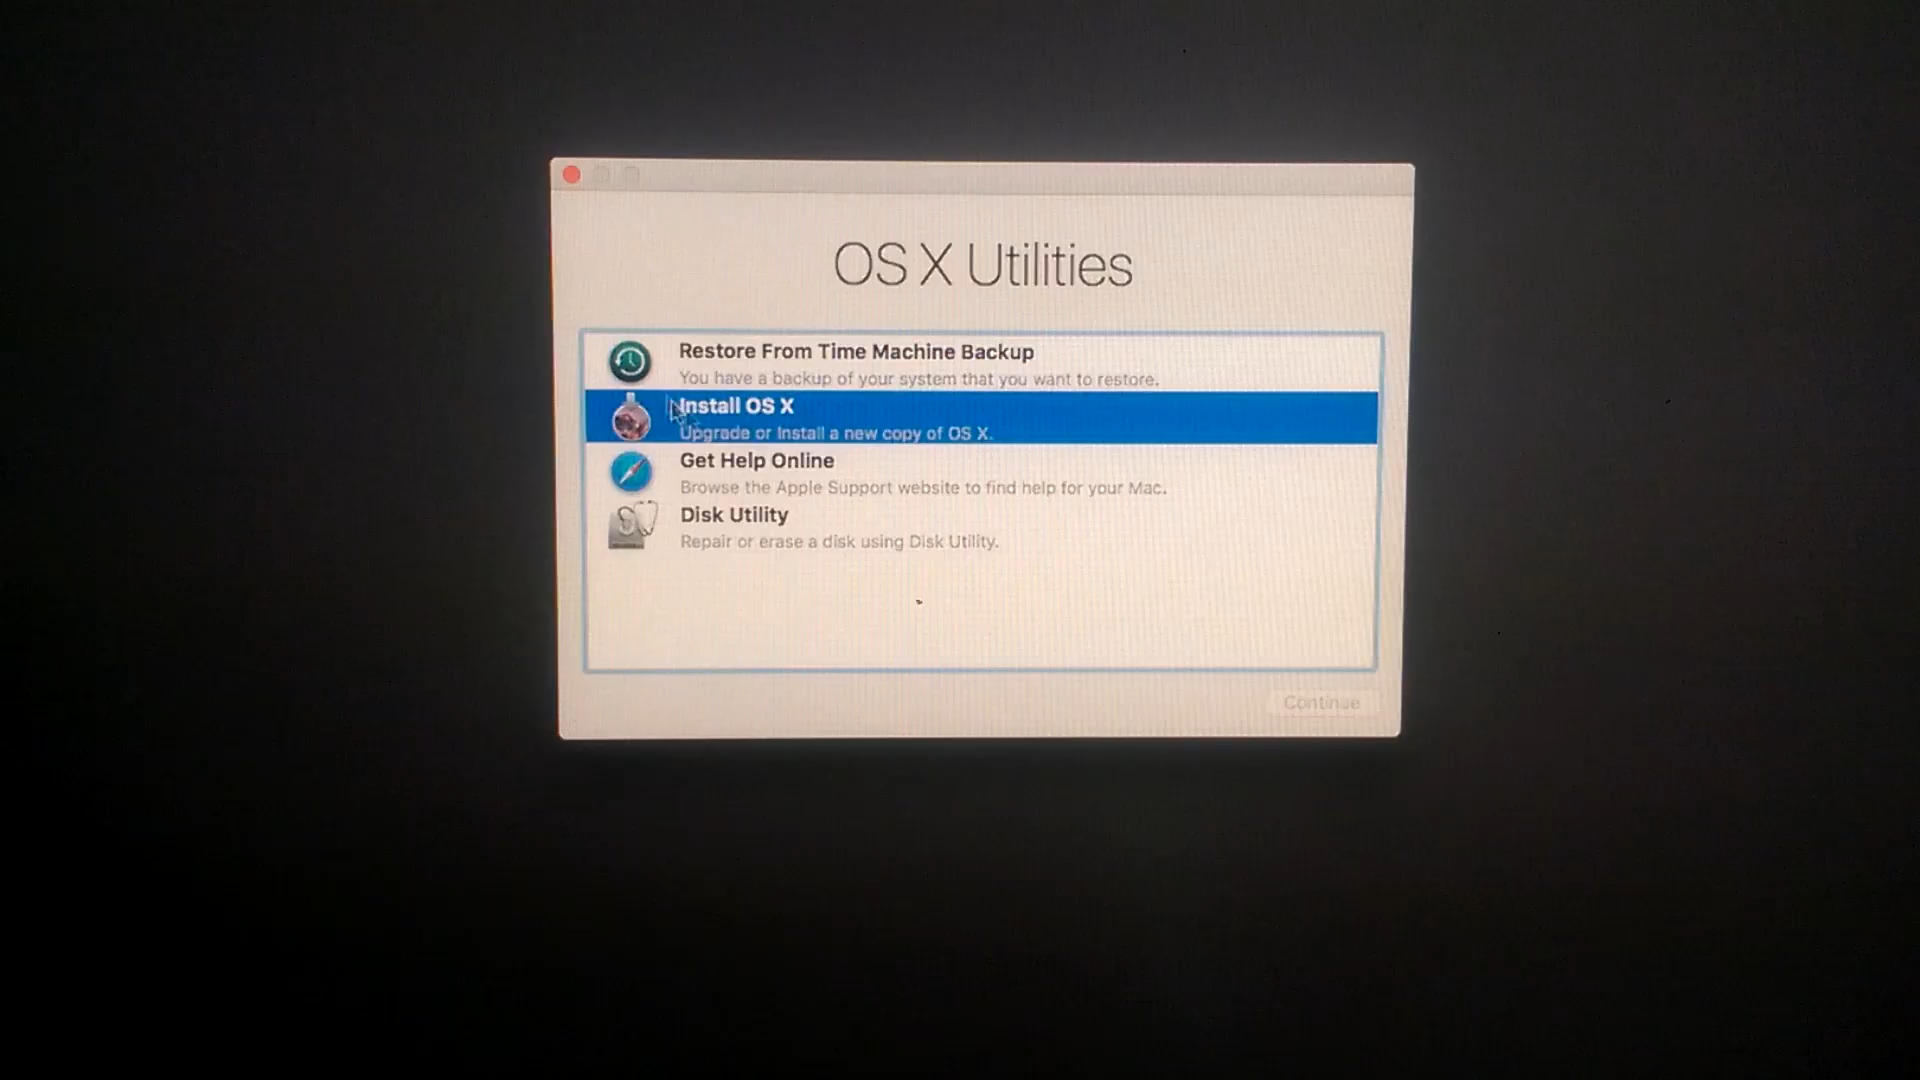 OS X Utilities
Restore From Time Machine Backup
You have a backup of your system that you want to restore.
Install OS X
Upgrade or Install a new copy of OS X.
Get Help Online
Browse the Apple Support website to find help for your Mac.
Disk Utility
Repair or erase a disk using Disk Utility.
Continue